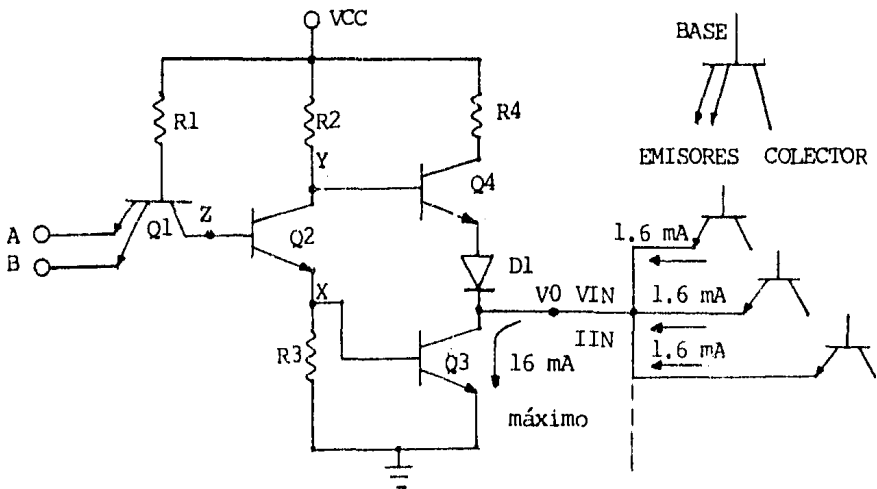 VCC
BASE
R1
R2
R4
Y
EMISORES COLECTOR
Q4
A
Z
Q1
B
Q2
1.6 mA
D1
X
VO VIN
1.6 mA
IIN
R3
Q3
16 mA
1.6 mA
máximo